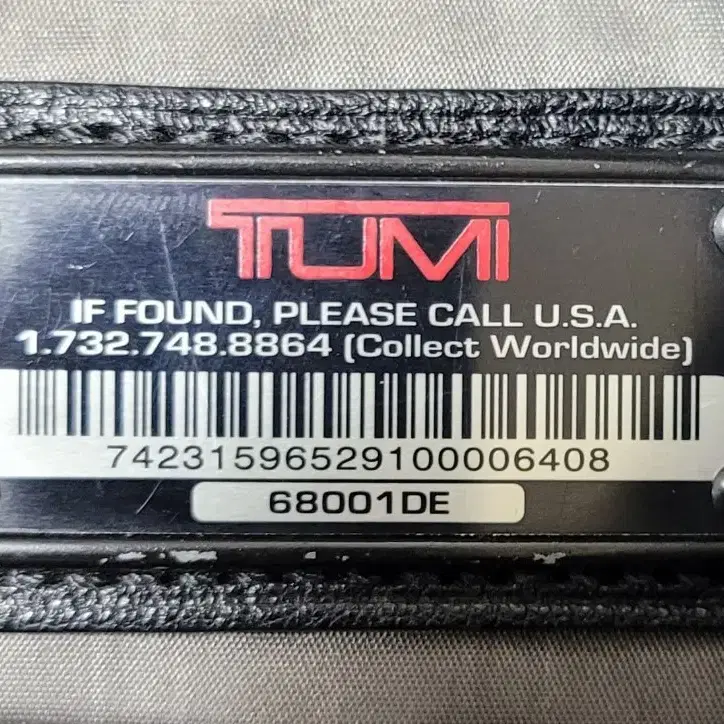 TUMI
IF FOUND, PLEASE CALL U.S.A.
1.732.748.8864 (Collect Worldwide)
74231596529100006408
68001DE